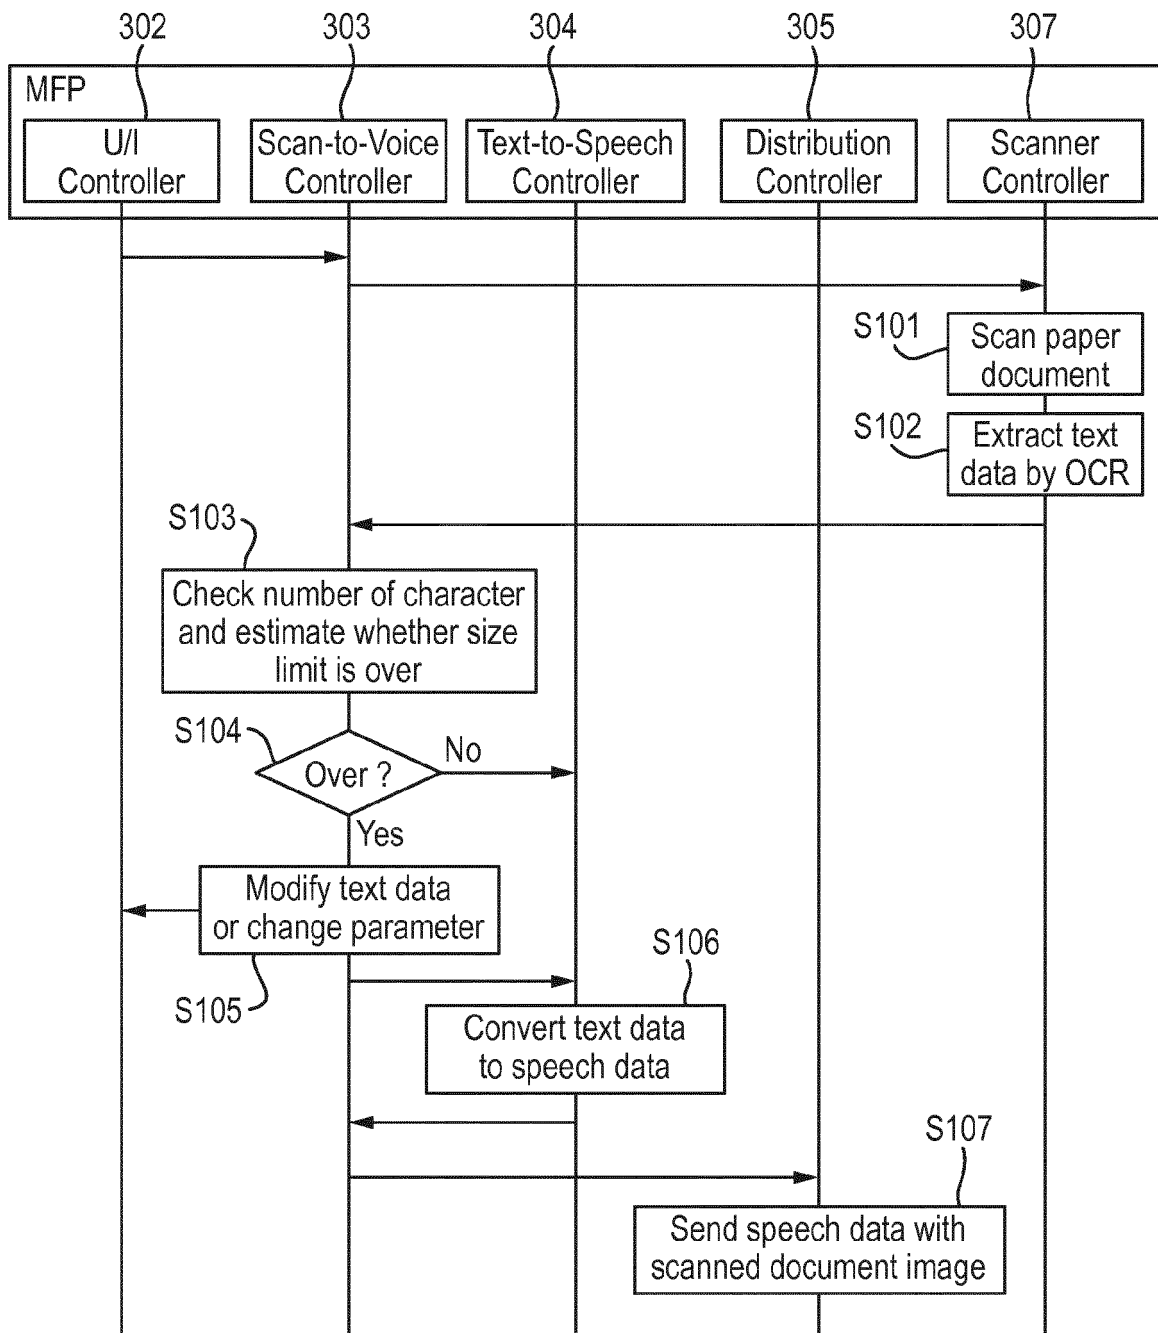 302
303
304
305
307
MFP
U/I
Controller
Scan-to-Voice
Controller
Text-to-Speech
Controller
Distribution
Controller
Scanner
Controller
S101
Scan paper
document
S102
Extract text
data by OCR
S103
Check number of character
and estimate whether size
limit is over
S104
Over ?
No
Yes
Modify text data
or change parameter
S105
S106
Convert text data
to speech data
S107
Send speech data with
scanned document image